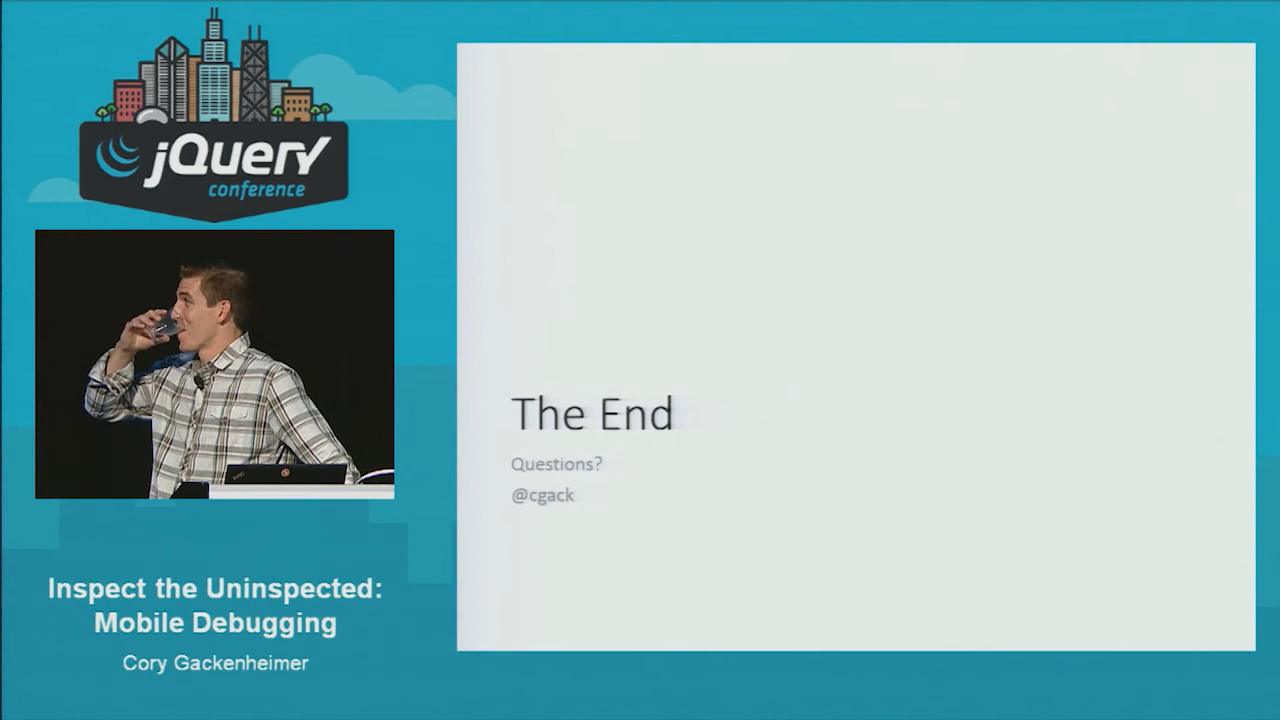 jQuery
conference
The End
Questions?
@cgack
Inspect the Uninspected:
Mobile Debugging
Cory Gackenheimer